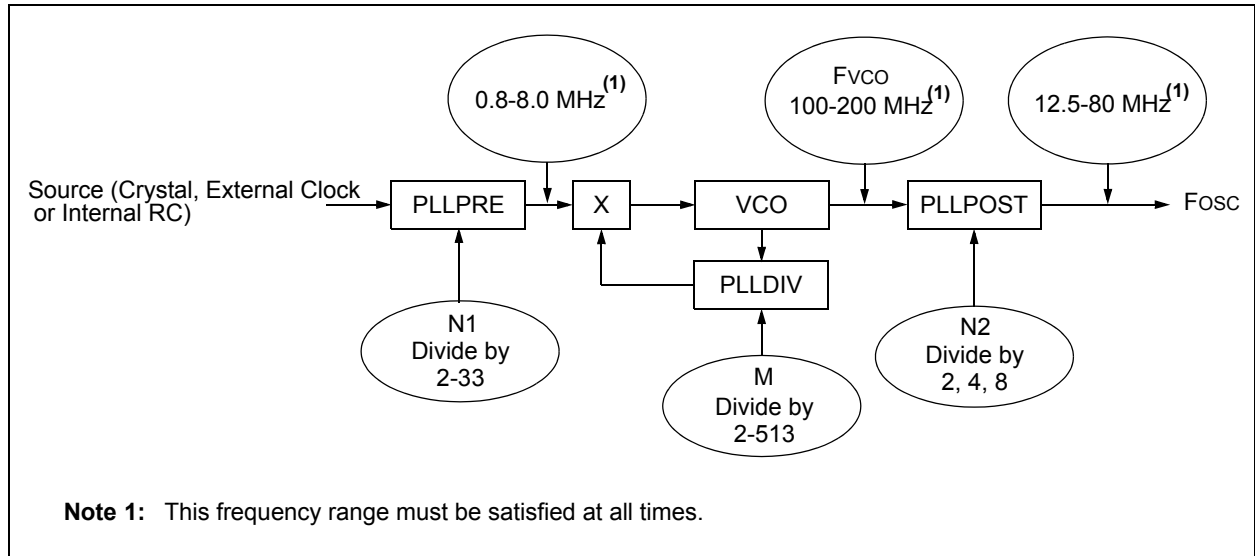 0.8-8.0 MHz(1)
FVCO
100-200 MHz(1)
12.5-80 MHz(1)
Source (Crystal, External Clock
or Internal RC)
PLLPRE
X
VCO
PLLPOST
FOSC
PLLDIV
N1
Divide by
2-33
M
Divide by
2-513
N2
Divide by
2, 4, 8
Note 1: This frequency range must be satisfied at all times.